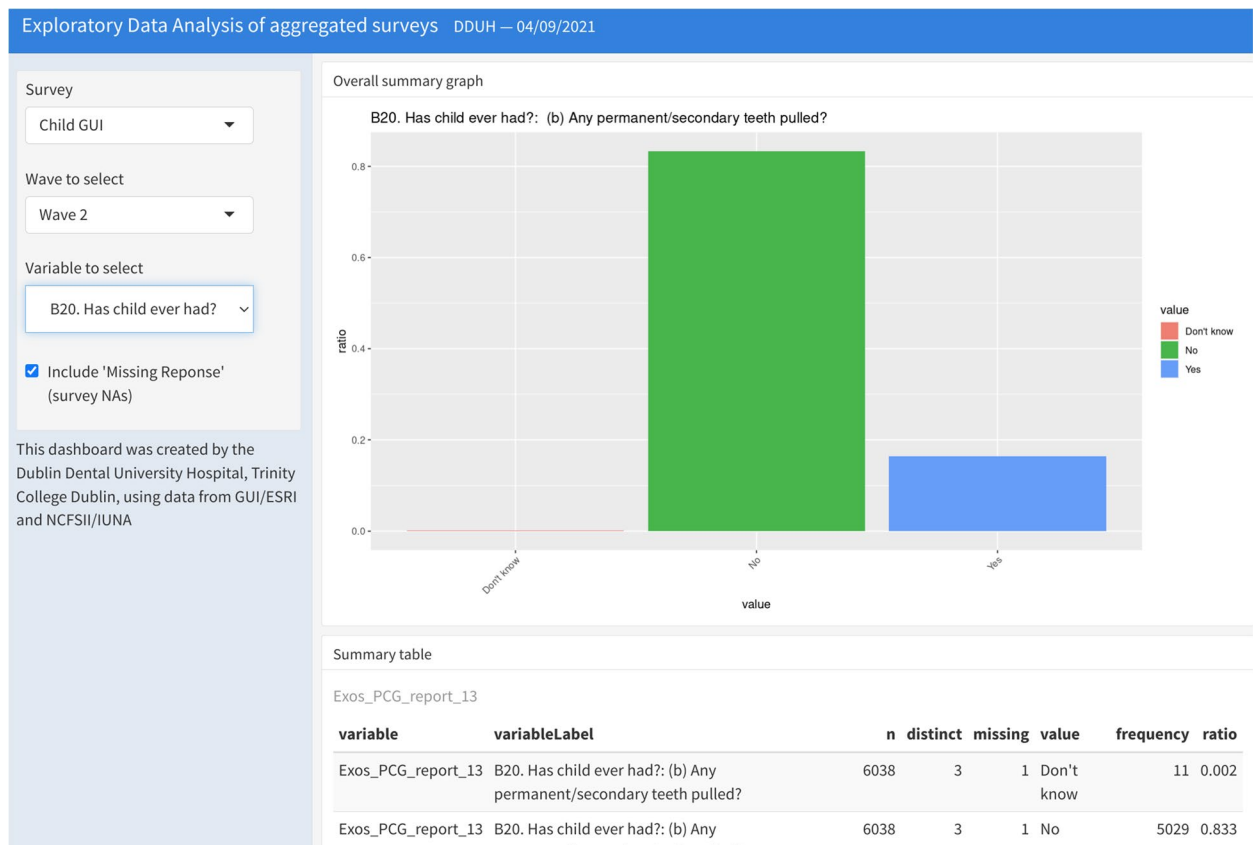 Exploratory Data Analysis of aggregated surveys DDUH — 04/09/2021
Survey
Child GUI
Wave to select
Wave 2
Variable to select
B20. Has child ever had?
Include 'Missing Reponse'
(survey NAs)
This dashboard was created by the
Dublin Dental University Hospital, Trinity
College Dublin, using data from GUI/ESRI
and NCFSII/IUNA
Overall summary graph
B20. Has child ever had?: (b) Any permanent/secondary teeth pulled?
0.8
0.6
0.4
0.2
0.0
ratio
Don't know
No
Yes
value
value
Don't know
No
Yes
Summary table
Exos_PCG_report_13
variable variableLabel n distinct missing value frequency ratio
Exos_PCG_report_13 B20. Has child ever had?: (b) Any 6038 3 1 Don't 11 0.002
permanent/secondary teeth pulled? know
Exos_PCG_report_13 B20. Has child ever had?: (b) Any 6038 3 1 No 5029 0.833